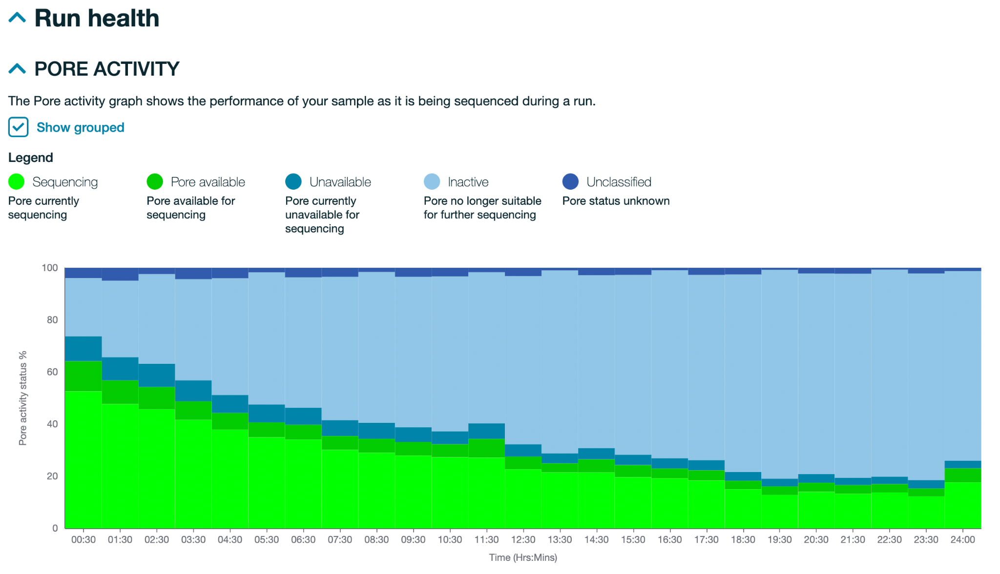 Run health
PORE ACTIVITY
The Pore activity graph shows the performance of your sample as it is being sequenced during a run.
Show grouped
Legend
Sequencing
Pore currently
sequencing
Pore available
Pore available for
sequencing
Unavailable
Pore currently
unavailable for
sequencing
Inactive
Pore no longer suitable
for further sequencing
Unclassified
Pore status unknown
Pore activity status %
100
80
60
40
20
0
00:30 01:30 02:30 03:30 04:30 05:30 06:30 07:30 08:30 09:30 10:30 11:30 12:30 13:30 14:30 15:30 16:30 17:30 18:30 19:30 20:30 21:30 22:30 23:30 24:00
Time (Hrs:Mins)